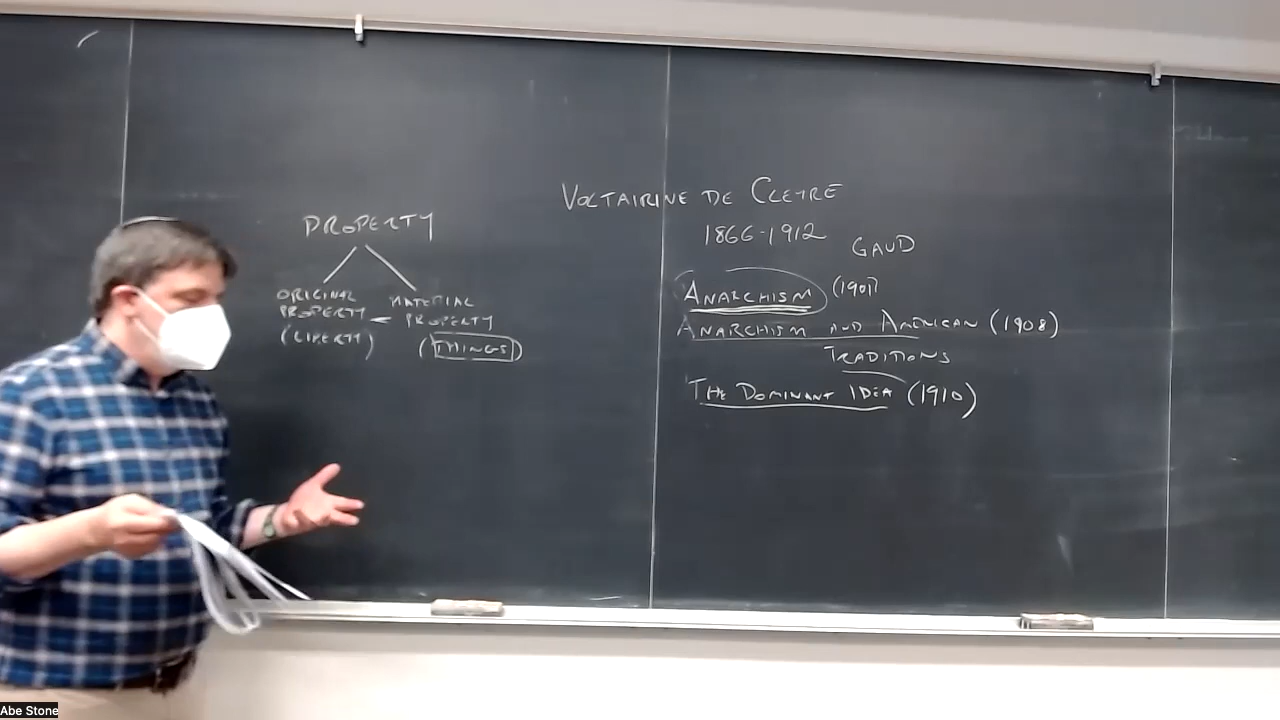 VOLTAIRINE DE CLEYRE
1866-1912
GAUD
ANARCHISM (1901)
ANARCHISM AND AMERICAN (1908)
TRADITIONS
THE DOMINANT IDEA (1910)
PROPERTY
ORIGINAL
PROPERTY
(LIBERTY)
MATERIAL
PROPERTY
(THINGS)
Abe Stone